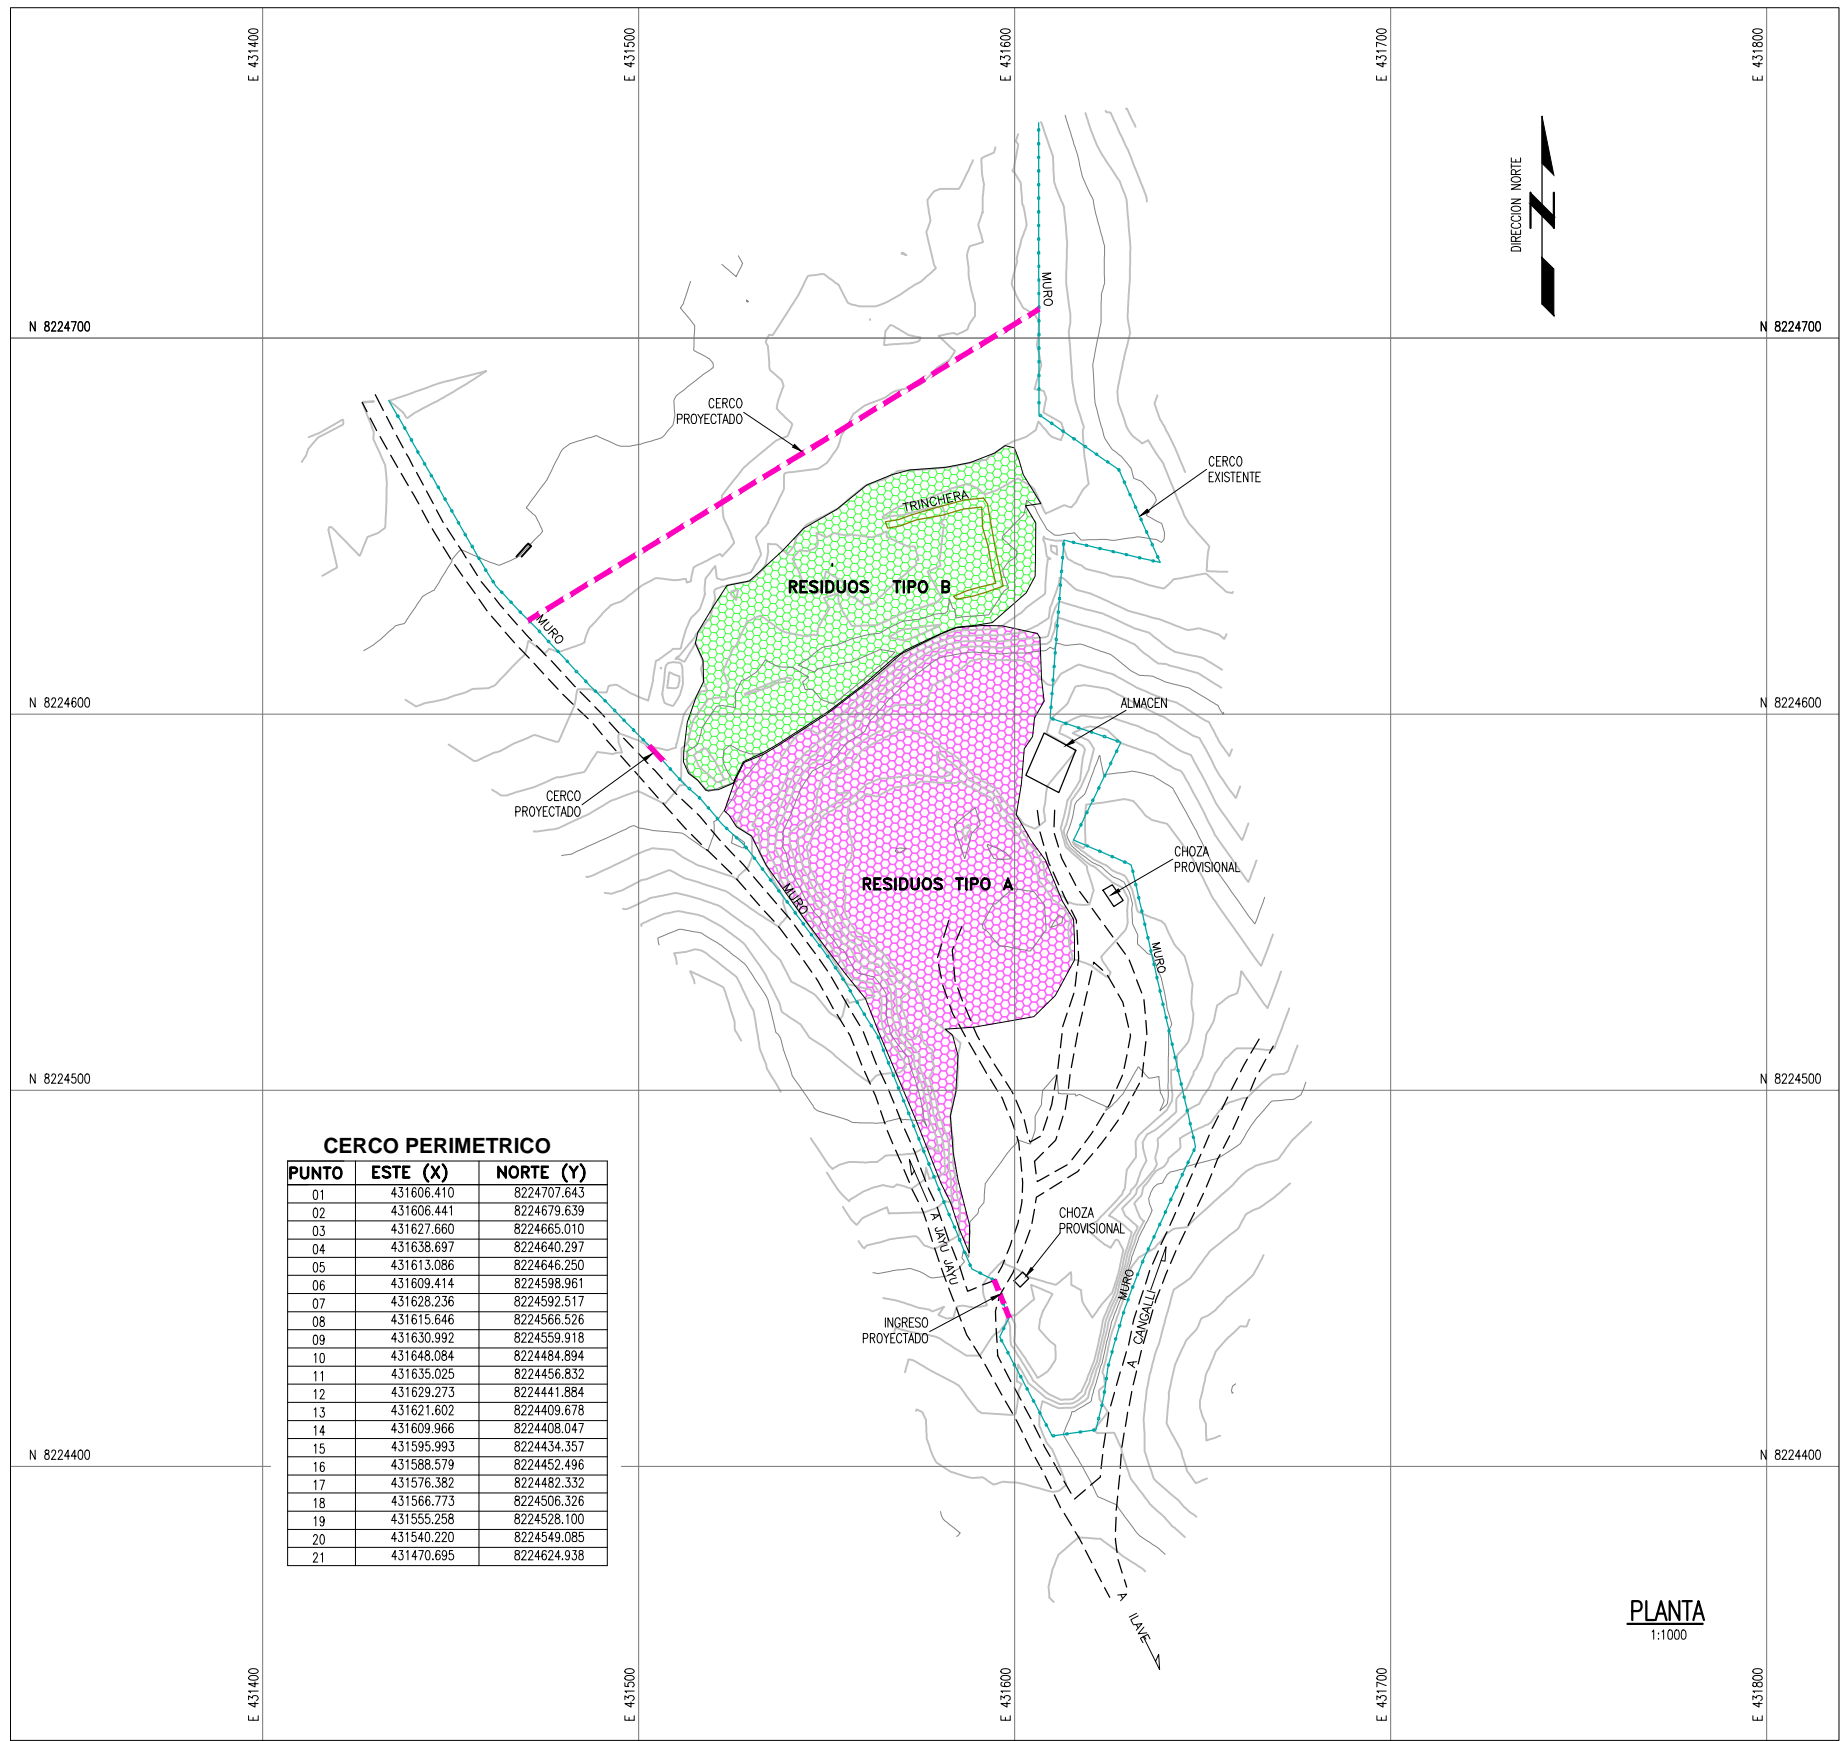 E 431400
E 431500
E 431600
E 431700
E 431800
DIRECCION NORTE
N
MURO
N 8224700
N 8224700
CERCO
PROYECTADO
CERCO
EXISTENTE
TRINCHERA
RESIDUOS TIPO B
MURO
N 8224600
N 8224600
ALMACEN
CERCO
PROYECTADO
CHOZA
PROVISIONAL
RESIDUOS TIPO A
MURO
MURO
N 8224500
N 8224500
CERCO PERIMETRICO
PUNTO ESTE (X) NORTE (Y)
01 431606.410 8224707.643
02 431606.441 8224679.639
03 431627.660 8224665.010
04 431638.697 8224640.297
05 431613.086 8224646.250
06 431609.414 8224598.961
07 431628.236 8224592.517
08 431615.646 8224566.526
09 431630.992 8224559.918
10 431648.084 8224484.894
11 431635.025 8224456.832
12 431629.273 8224441.884
13 431621.602 8224409.678
14 431609.966 8224408.047
15 431595.993 8224434.357
16 431588.579 8224452.496
17 431576.382 8224482.332
18 431566.773 8224506.326
19 431555.258 8224528.100
20 431540.220 8224549.085
21 431470.695 8224624.938
A JAYU JAYU
CHOZA
PROVISIONAL
MURO
INGRESO
PROYECTADO
A CANGALLI
N 8224400
N 8224400
A ILAVE
PLANTA
1:1000
E 431400
E 431500
E 431600
E 431700
E 431800